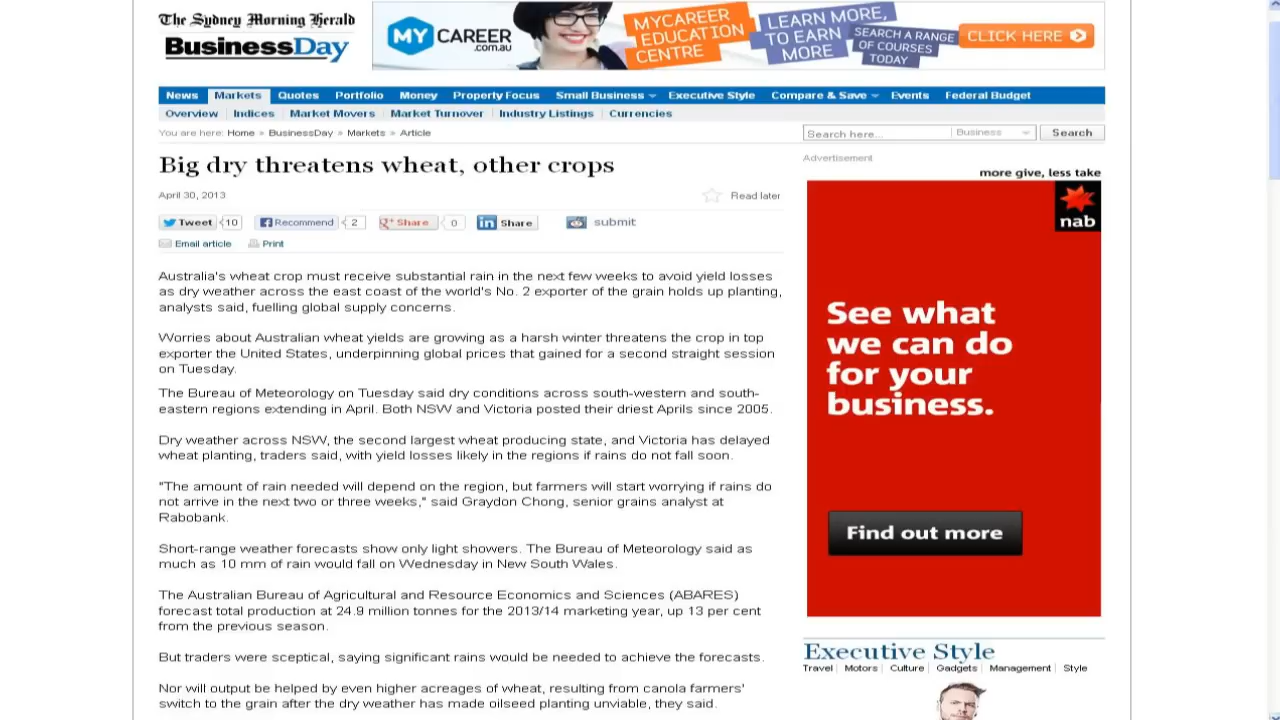 The Sydney Morning Herald
BusinessDay
MY CAREER .com.au
MYCAREER EDUCATION CENTRE
LEARN MORE, TO EARN MORE
SEARCH A RANGE OF COURSES TODAY
CLICK HERE
News Markets Quotes Portfolio Money Property Focus Small Business Executive Style Compare & Save Events Federal Budget
Overview Indices Market Movers Market Turnover Industry Listings Currencies
You are here: Home » BusinessDay » Markets » Article
Search here... Business Search
Big dry threatens wheat, other crops
April 30, 2013
Read later
Tweet 10 Recommend 2 Share 0 in Share submit
Email article Print
Australia's wheat crop must receive substantial rain in the next few weeks to avoid yield losses
as dry weather across the east coast of the world's No. 2 exporter of the grain holds up planting,
analysts said, fuelling global supply concerns.
Worries about Australian wheat yields are growing as a harsh winter threatens the crop in top
exporter the United States, underpinning global prices that gained for a second straight session
on Tuesday.
The Bureau of Meteorology on Tuesday said dry conditions across south-western and south-
eastern regions extending in April. Both NSW and Victoria posted their driest Aprils since 2005.
Dry weather across NSW, the second largest wheat producing state, and Victoria has delayed
wheat planting, traders said, with yield losses likely in the regions if rains do not fall soon.
"The amount of rain needed will depend on the region, but farmers will start worrying if rains do
not arrive in the next two or three weeks," said Graydon Chong, senior grains analyst at
Rabobank.
Short-range weather forecasts show only light showers. The Bureau of Meteorology said as
much as 10 mm of rain would fall on Wednesday in New South Wales.
The Australian Bureau of Agricultural and Resource Economics and Sciences (ABARES)
forecast total production at 24.9 million tonnes for the 2013/14 marketing year, up 13 per cent
from the previous season.
But traders were sceptical, saying significant rains would be needed to achieve the forecasts.
Nor will output be helped by even higher acreages of wheat, resulting from canola farmers'
switch to the grain after the dry weather has made oilseed planting unviable, they said.
Advertisement
more give, less take
nab
See what
we can do
for your
business.
Find out more
Executive Style
Travel Motors Culture Gadgets Management Style